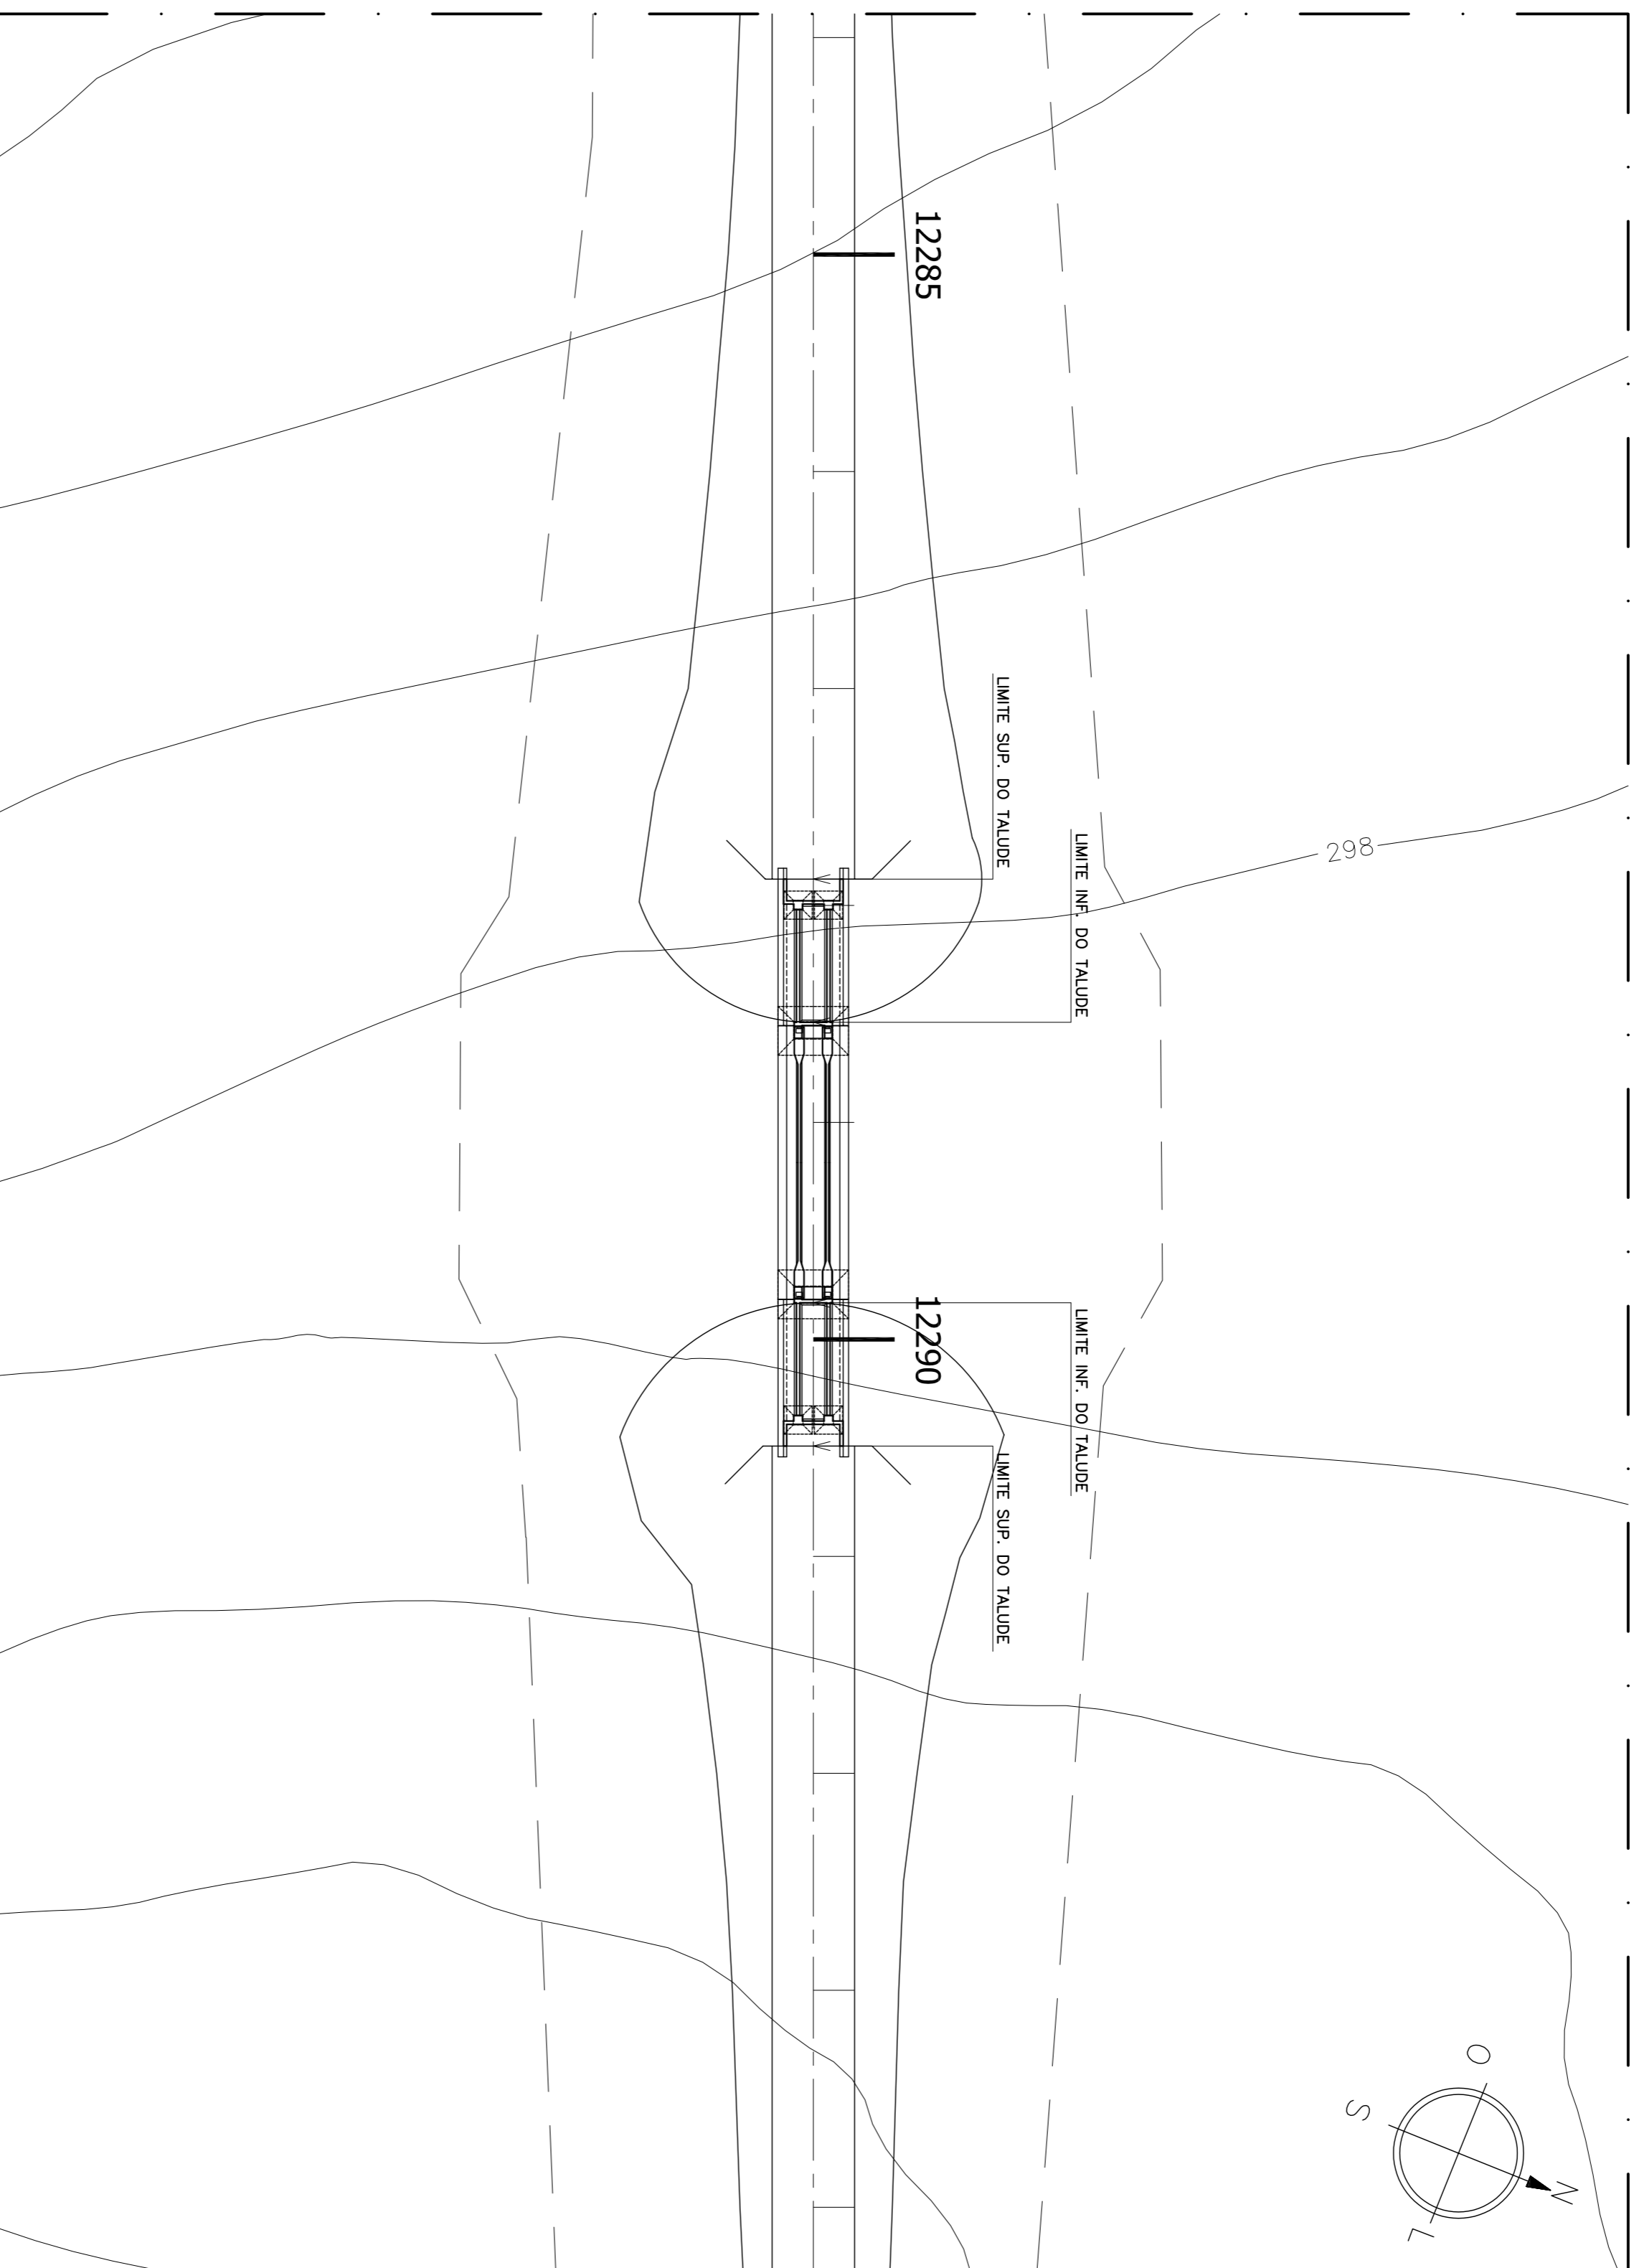 12285
LIMITE SUP. DO TALUDE
LIMITE INF. DO TALUDE
298
12290
LIMITE INF. DO TALUDE
LIMITE SUP. DO TALUDE
O
S
N
L